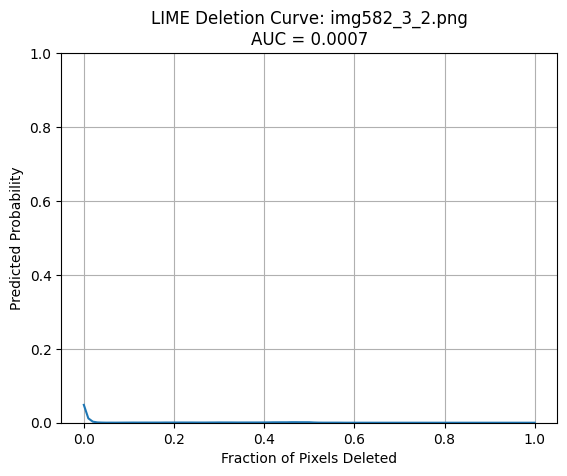 LIME Deletion Curve: img582_3_2.png
AUC = 0.0007
Predicted Probability
1.0
0.8
0.6
0.4
0.2
0.0
0.0 0.2 0.4 0.6 0.8 1.0
Fraction of Pixels Deleted